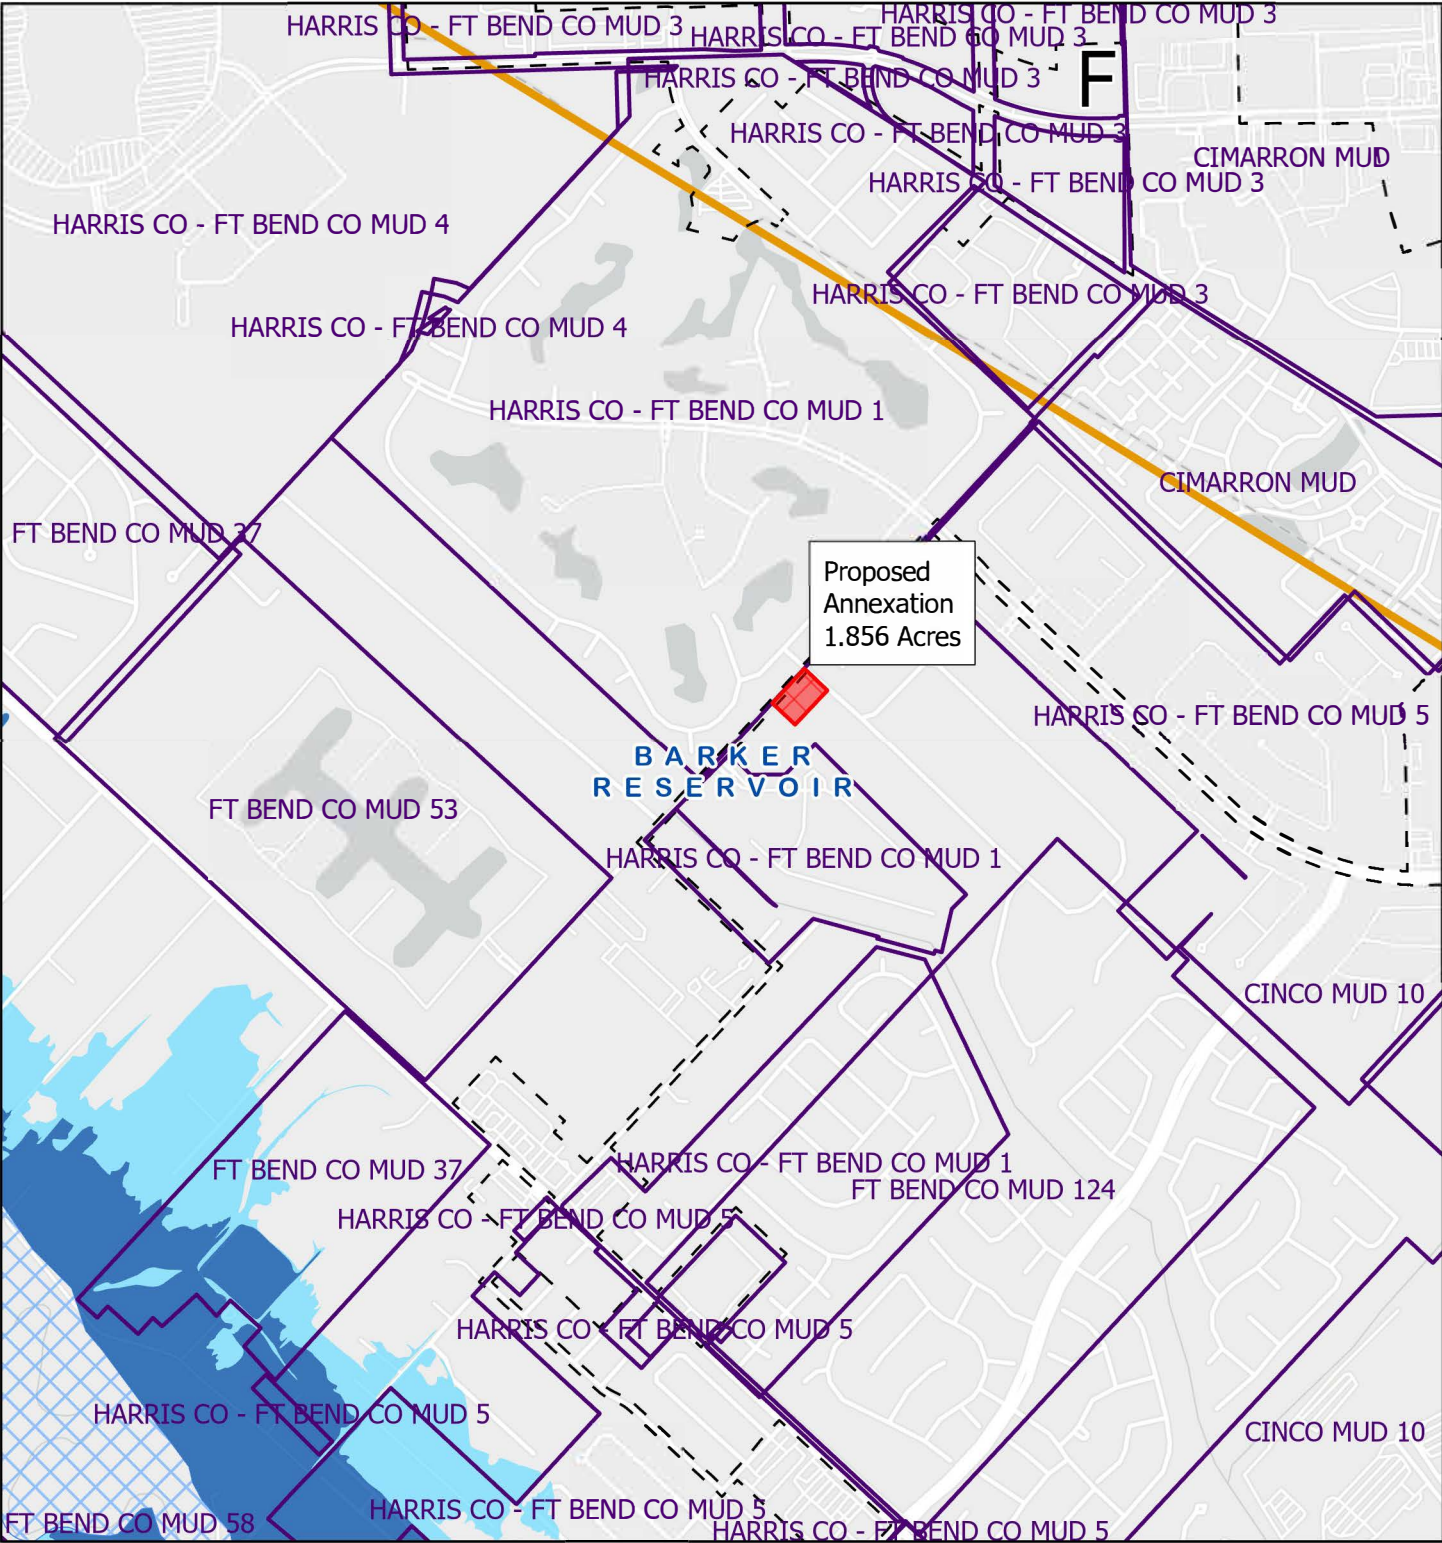 HARRIS CO - FT BEND CO MUD 3
HARRIS CO - FT BEND CO MUD 3
HARRIS CO - FT BEND CO MUD 3
HARRIS CO - FT BEND CO MUD 3
F
HARRIS CO - FT BEND CO MUD 3
CIMARRON MUD
HARRIS CO - FT BEND CO MUD 3
HARRIS CO - FT BEND CO MUD 4
HARRIS CO - FT BEND CO MUD 3
HARRIS CO - FT BEND CO MUD 4
HARRIS CO - FT BEND CO MUD 1
CIMARRON MUD
FT BEND CO MUD 37
Proposed
Annexation
1.856 Acres
HARRIS CO - FT BEND CO MUD 5
BARKER
RESERVOIR
FT BEND CO MUD 53
HARRIS CO - FT BEND CO MUD 1
CINCO MUD 10
HARRIS CO - FT BEND CO MUD 1
FT BEND CO MUD 37
FT BEND CO MUD 124
HARRIS CO - FT BEND CO MUD 5
HARRIS CO - FT BEND CO MUD 5
HARRIS CO - FT BEND CO MUD 5
CINCO MUD 10
HARRIS CO - FT BEND CO MUD 5
FT BEND CO MUD 58
HARRIS CO - FT BEND CO MUD 5